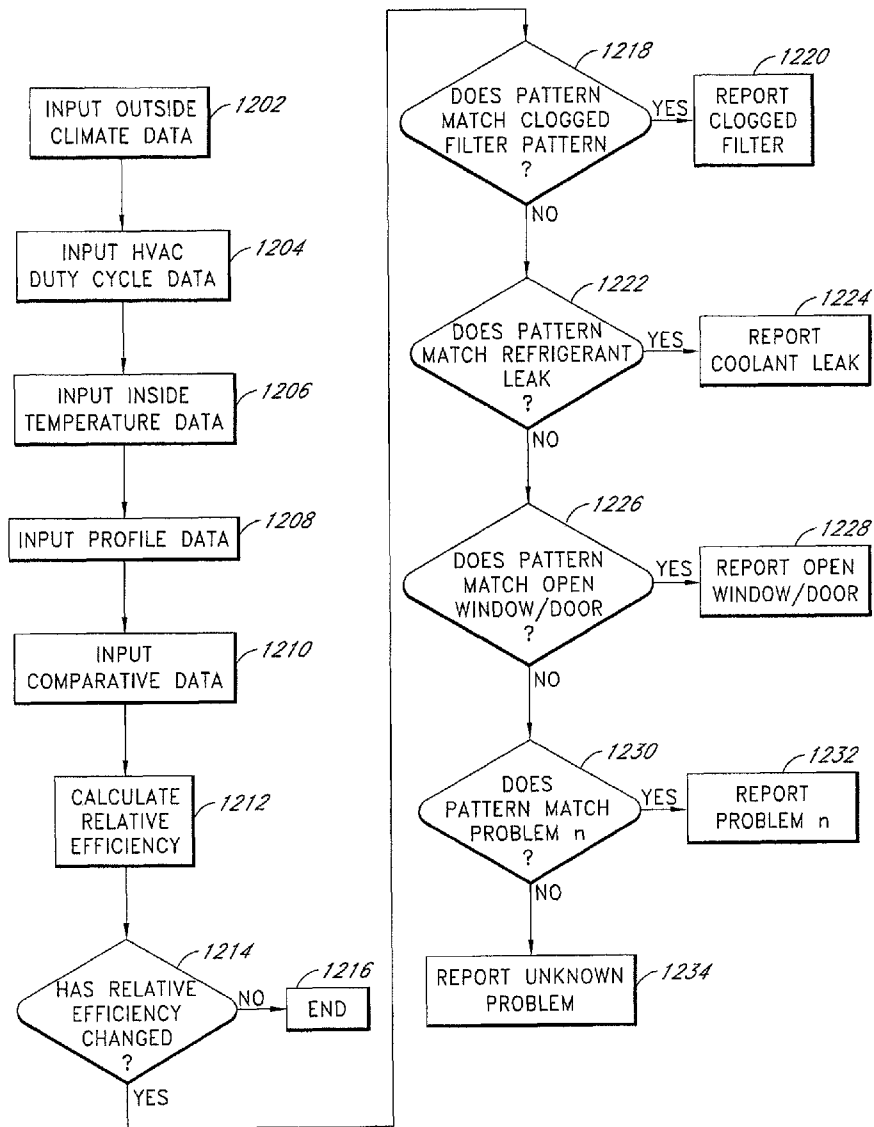 INPUT OUTSIDE
CLIMATE DATA
1202
INPUT HVAC
DUTY CYCLE DATA
1204
INPUT INSIDE
TEMPERATURE DATA
1206
INPUT PROFILE DATA
1208
INPUT
COMPARATIVE DATA
1210
CALCULATE
RELATIVE
EFFICIENCY
1212
HAS RELATIVE
EFFICIENCY
CHANGED
?
1214
NO
END
1216
YES
DOES PATTERN
MATCH CLOGGED
FILTER PATTERN
?
1218
YES
REPORT
CLOGGED
FILTER
1220
NO
DOES PATTERN
MATCH REFRIGERANT
LEAK
?
1222
YES
REPORT
COOLANT LEAK
1224
NO
DOES PATTERN
MATCH OPEN
WINDOW/DOOR
?
1226
YES
REPORT OPEN
WINDOW/DOOR
1228
NO
DOES
PATTERN MATCH
PROBLEM n
?
1230
YES
REPORT
PROBLEM n
1232
NO
REPORT UNKNOWN
PROBLEM
1234